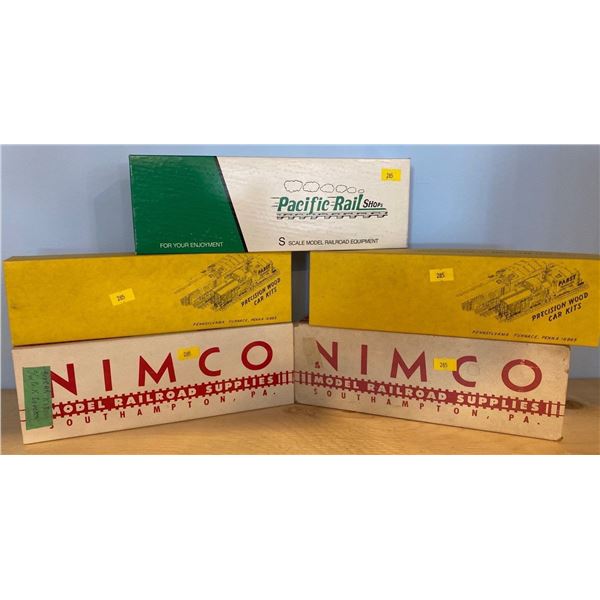 285
Pacific Rail Shops
FOR YOUR ENJOYMENT
S SCALE MODEL RAILROAD EQUIPMENT
285
PRECISION WOOD
CAR KITS
PENNSYLVANIA FURNACE, PENNA 16865
285
PABST
PRECISION WOOD
CAR KITS
PENNSYLVANIA FURNACE, PENNA 16865
285
NIMCO
MODEL RAILROAD SUPPLIES
SOUTHAMPTON, PA.
285
NIMCO
MODEL RAILROAD SUPPLIES
SOUTHAMPTON, PA.